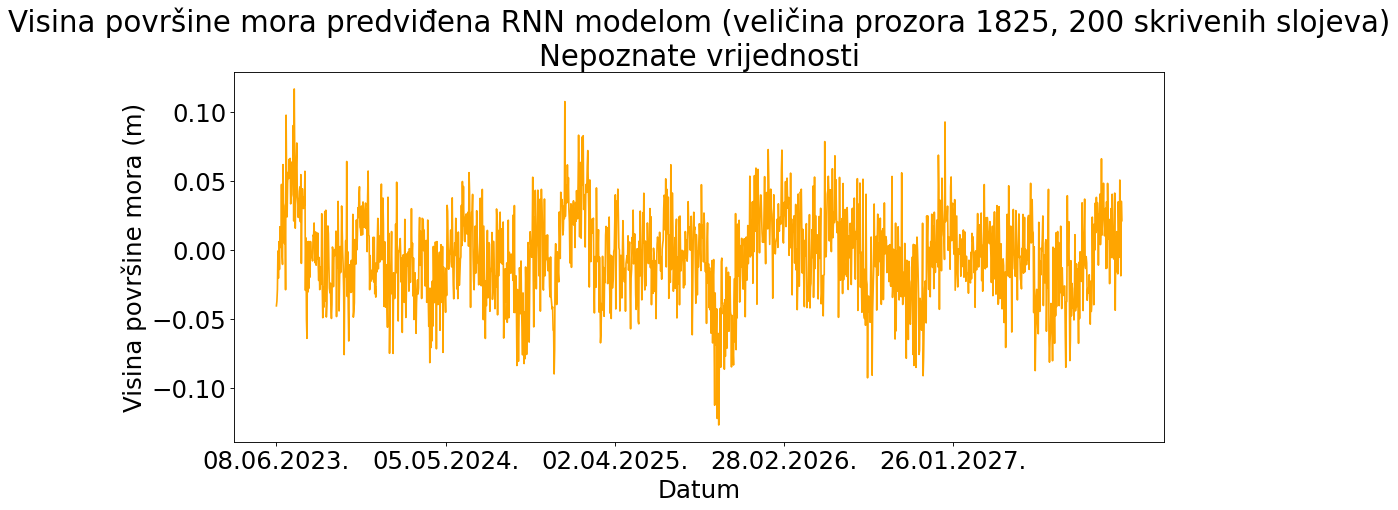 Visina površine mora predviđena RNN modelom (veličina prozora 1825, 200 skrivenih slojeva)
Nepoznate vrijednosti
Visina površine mora (m)
0.10
0.05
0.00
−0.05
−0.10
08.06.2023. 05.05.2024. 02.04.2025. 28.02.2026. 26.01.2027.
Datum